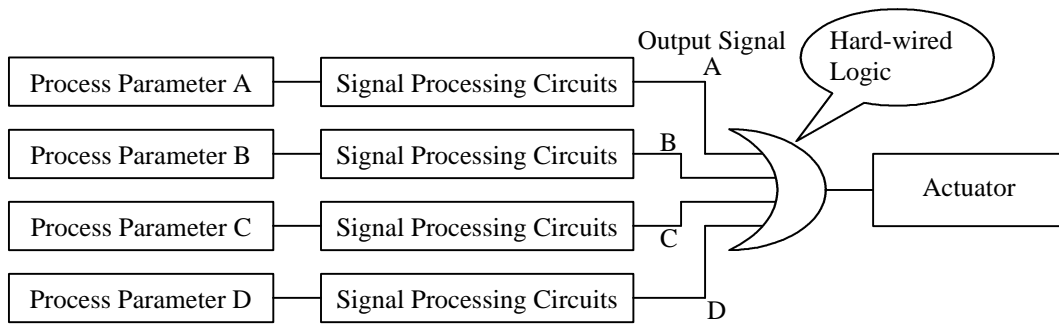 Output Signal
A
Hard-wired
Logic
Process Parameter A
Signal Processing Circuits
Process Parameter B
Signal Processing Circuits
B
Actuator
Process Parameter C
Signal Processing Circuits
C
Process Parameter D
Signal Processing Circuits
D